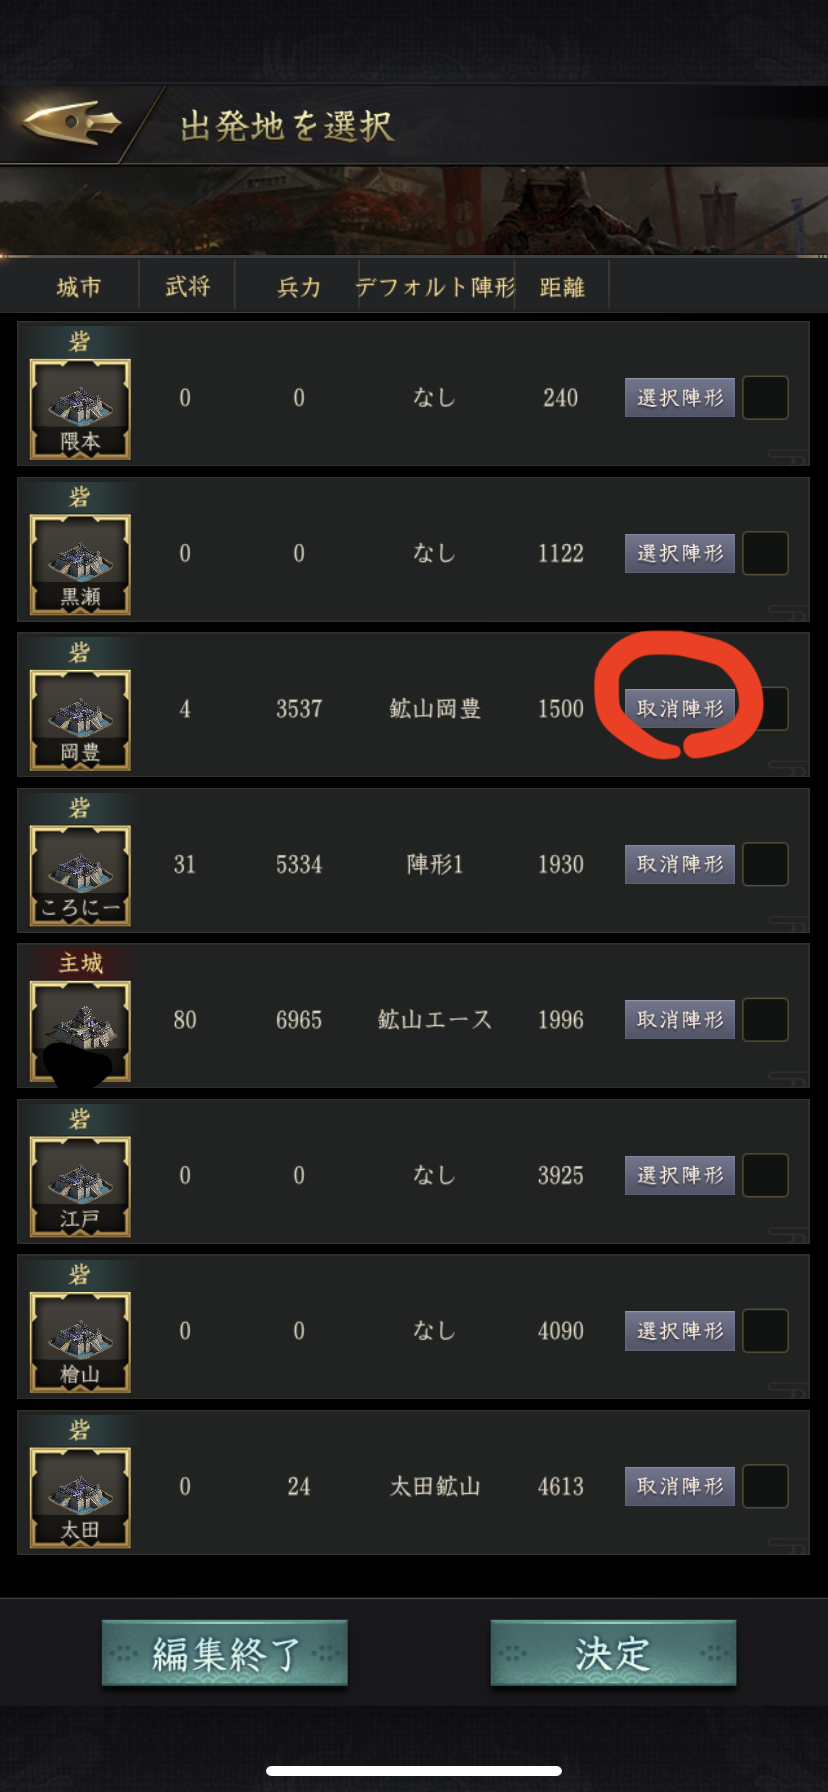 出発地を選択
城市 武将 兵力 デフォルト陣形 距離
砦
隈本 0 0 なし 240 選択陣形
砦
黒瀬 0 0 なし 1122 選択陣形
砦
岡豊 4 3537 鉱山岡豊 1500 取消陣形
砦
ころにー 31 5334 陣形1 1930 取消陣形
主城
80 6965 鉱山エース 1996 取消陣形
砦
江戸 0 0 なし 3925 選択陣形
砦
檜山 0 0 なし 4090 選択陣形
砦
太田 0 24 太田鉱山 4613 取消陣形
編集終了 決定